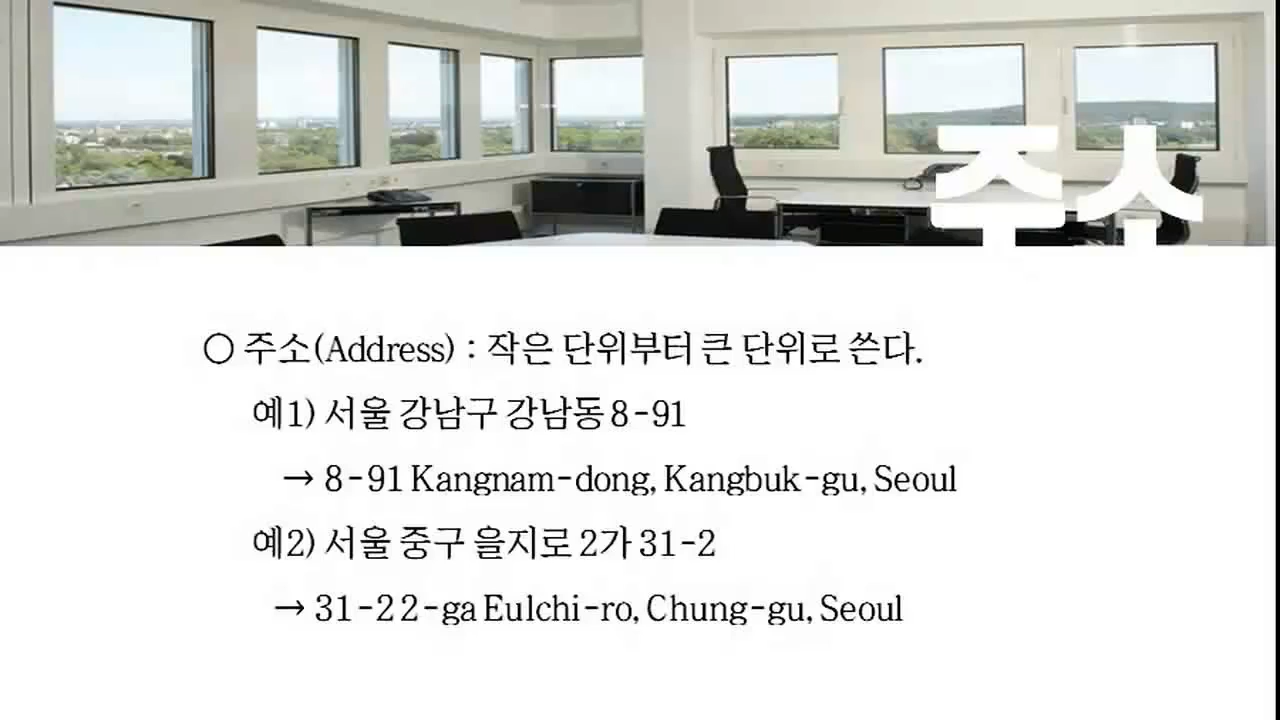 주소
○ 주소(Address) : 작은 단위부터 큰 단위로 쓴다.
예1) 서울 강남구 강남동 8-91
→ 8-91 Kangnam-dong, Kangbuk-gu, Seoul
예2) 서울 중구 을지로 2가 31-2
→ 31-2 2-ga Eulchi-ro, Chung-gu, Seoul